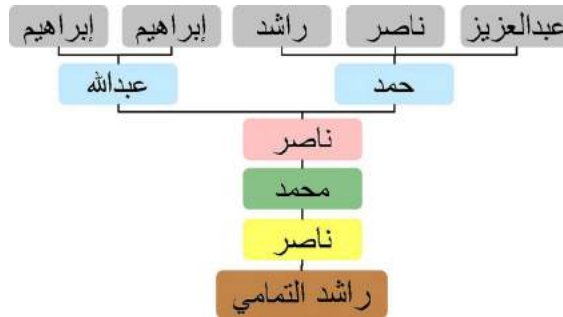 عبدالعزيز ناصر راشد إبراهيم إبراهيم
حمد عبدالله
ناصر
محمد
ناصر
راشد التمامي